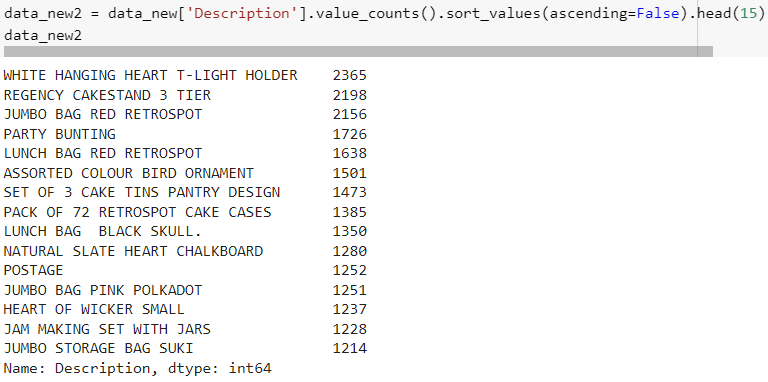 data_new2 = data_new['Description'].value_counts().sort_values(ascending=False).head(15)
data_new2
WHITE HANGING HEART T-LIGHT HOLDER    2365
REGENCY CAKESTAND 3 TIER              2198
JUMBO BAG RED RETROSPOT               2156
PARTY BUNTING                         1726
LUNCH BAG RED RETROSPOT               1638
ASSORTED COLOUR BIRD ORNAMENT         1501
SET OF 3 CAKE TINS PANTRY DESIGN      1473
PACK OF 72 RETROSPOT CAKE CASES       1385
LUNCH BAG  BLACK SKULL.               1350
NATURAL SLATE HEART CHALKBOARD        1280
POSTAGE                               1252
JUMBO BAG PINK POLKADOT               1251
HEART OF WICKER SMALL                 1237
JAM MAKING SET WITH JARS              1228
JUMBO STORAGE BAG SUKI                1214
Name: Description, dtype: int64